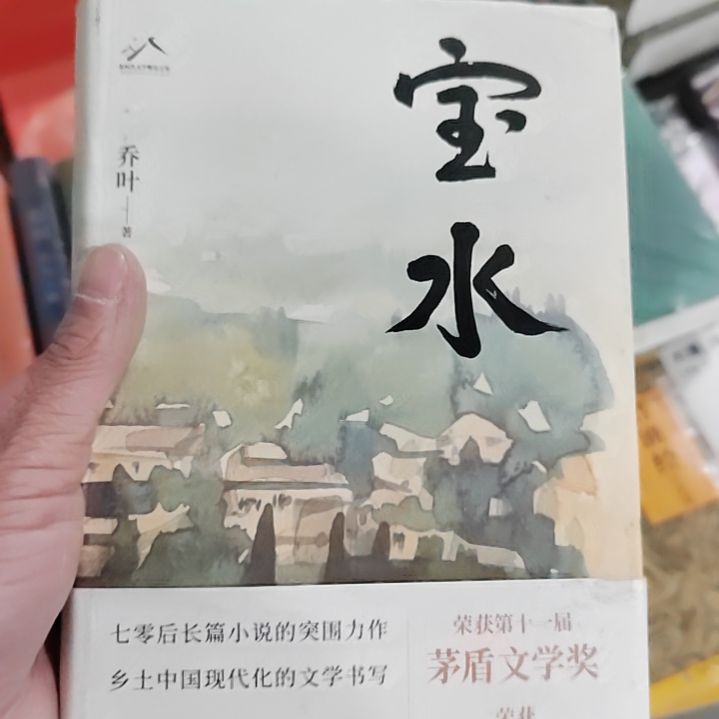 宝水
乔叶 — 著
七零后长篇小说的突围力作
乡土中国现代化的文学书写
荣获第十一届
茅盾文学奖
荣获